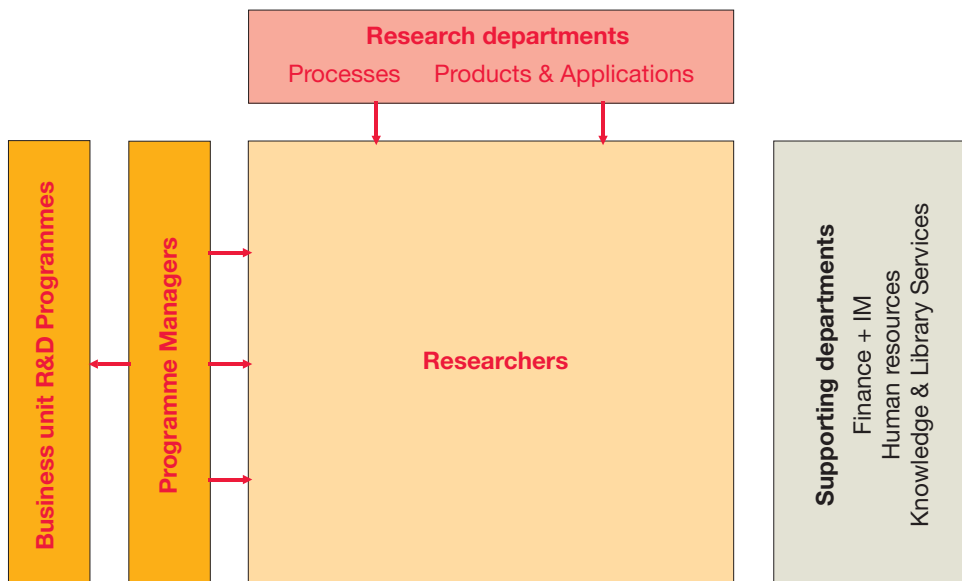 Research departments
Processes Products & Applications
Business unit R&D Programmes
Programme Managers
Researchers
Supporting departments
Finance + IM
Human resources
Knowledge & Library Services